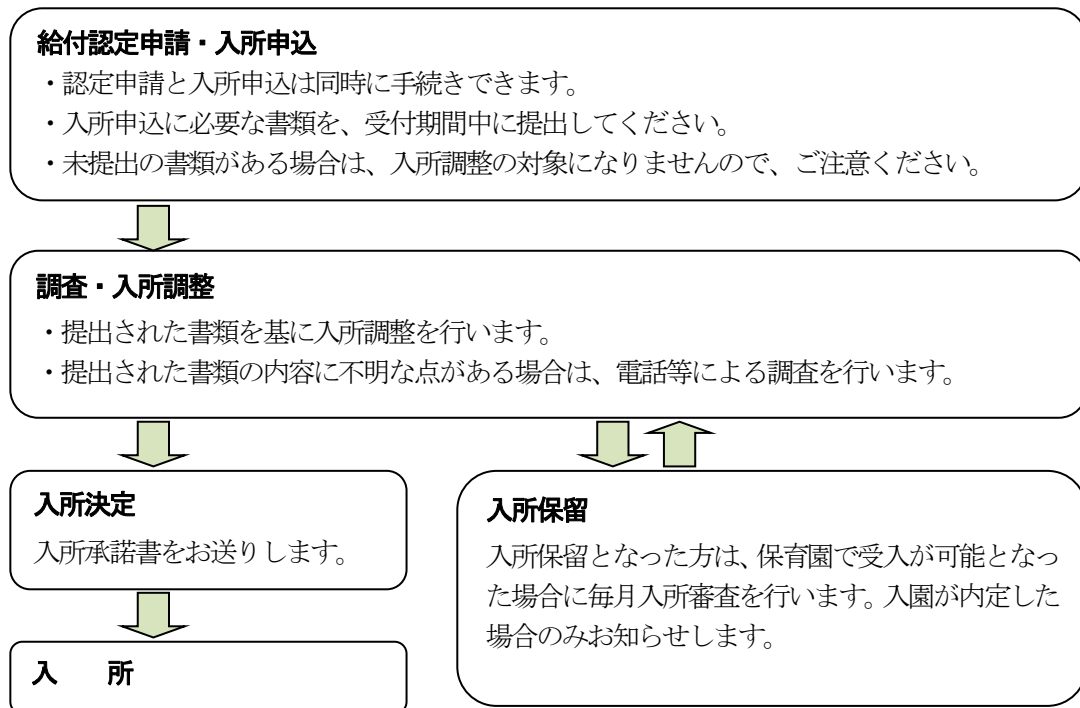 給付認定申請・入所申込
・認定申請と入所申込は同時に手続きできます。
・入所申込に必要な書類を、受付期間中に提出してください。
・未提出の書類がある場合は、入所調整の対象になりませんので、ご注意ください。
調査・入所調整
・提出された書類を基に入所調整を行います。
・提出された書類の内容に不明な点がある場合は、電話等による調査を行います。
入所決定
入所承諾書をお送りします。
入所保留
入所保留となった方は、保育園で受入が可能となっ
た場合に毎月入所審査を行います。入園が内定した
場合のみお知らせします。
入　所